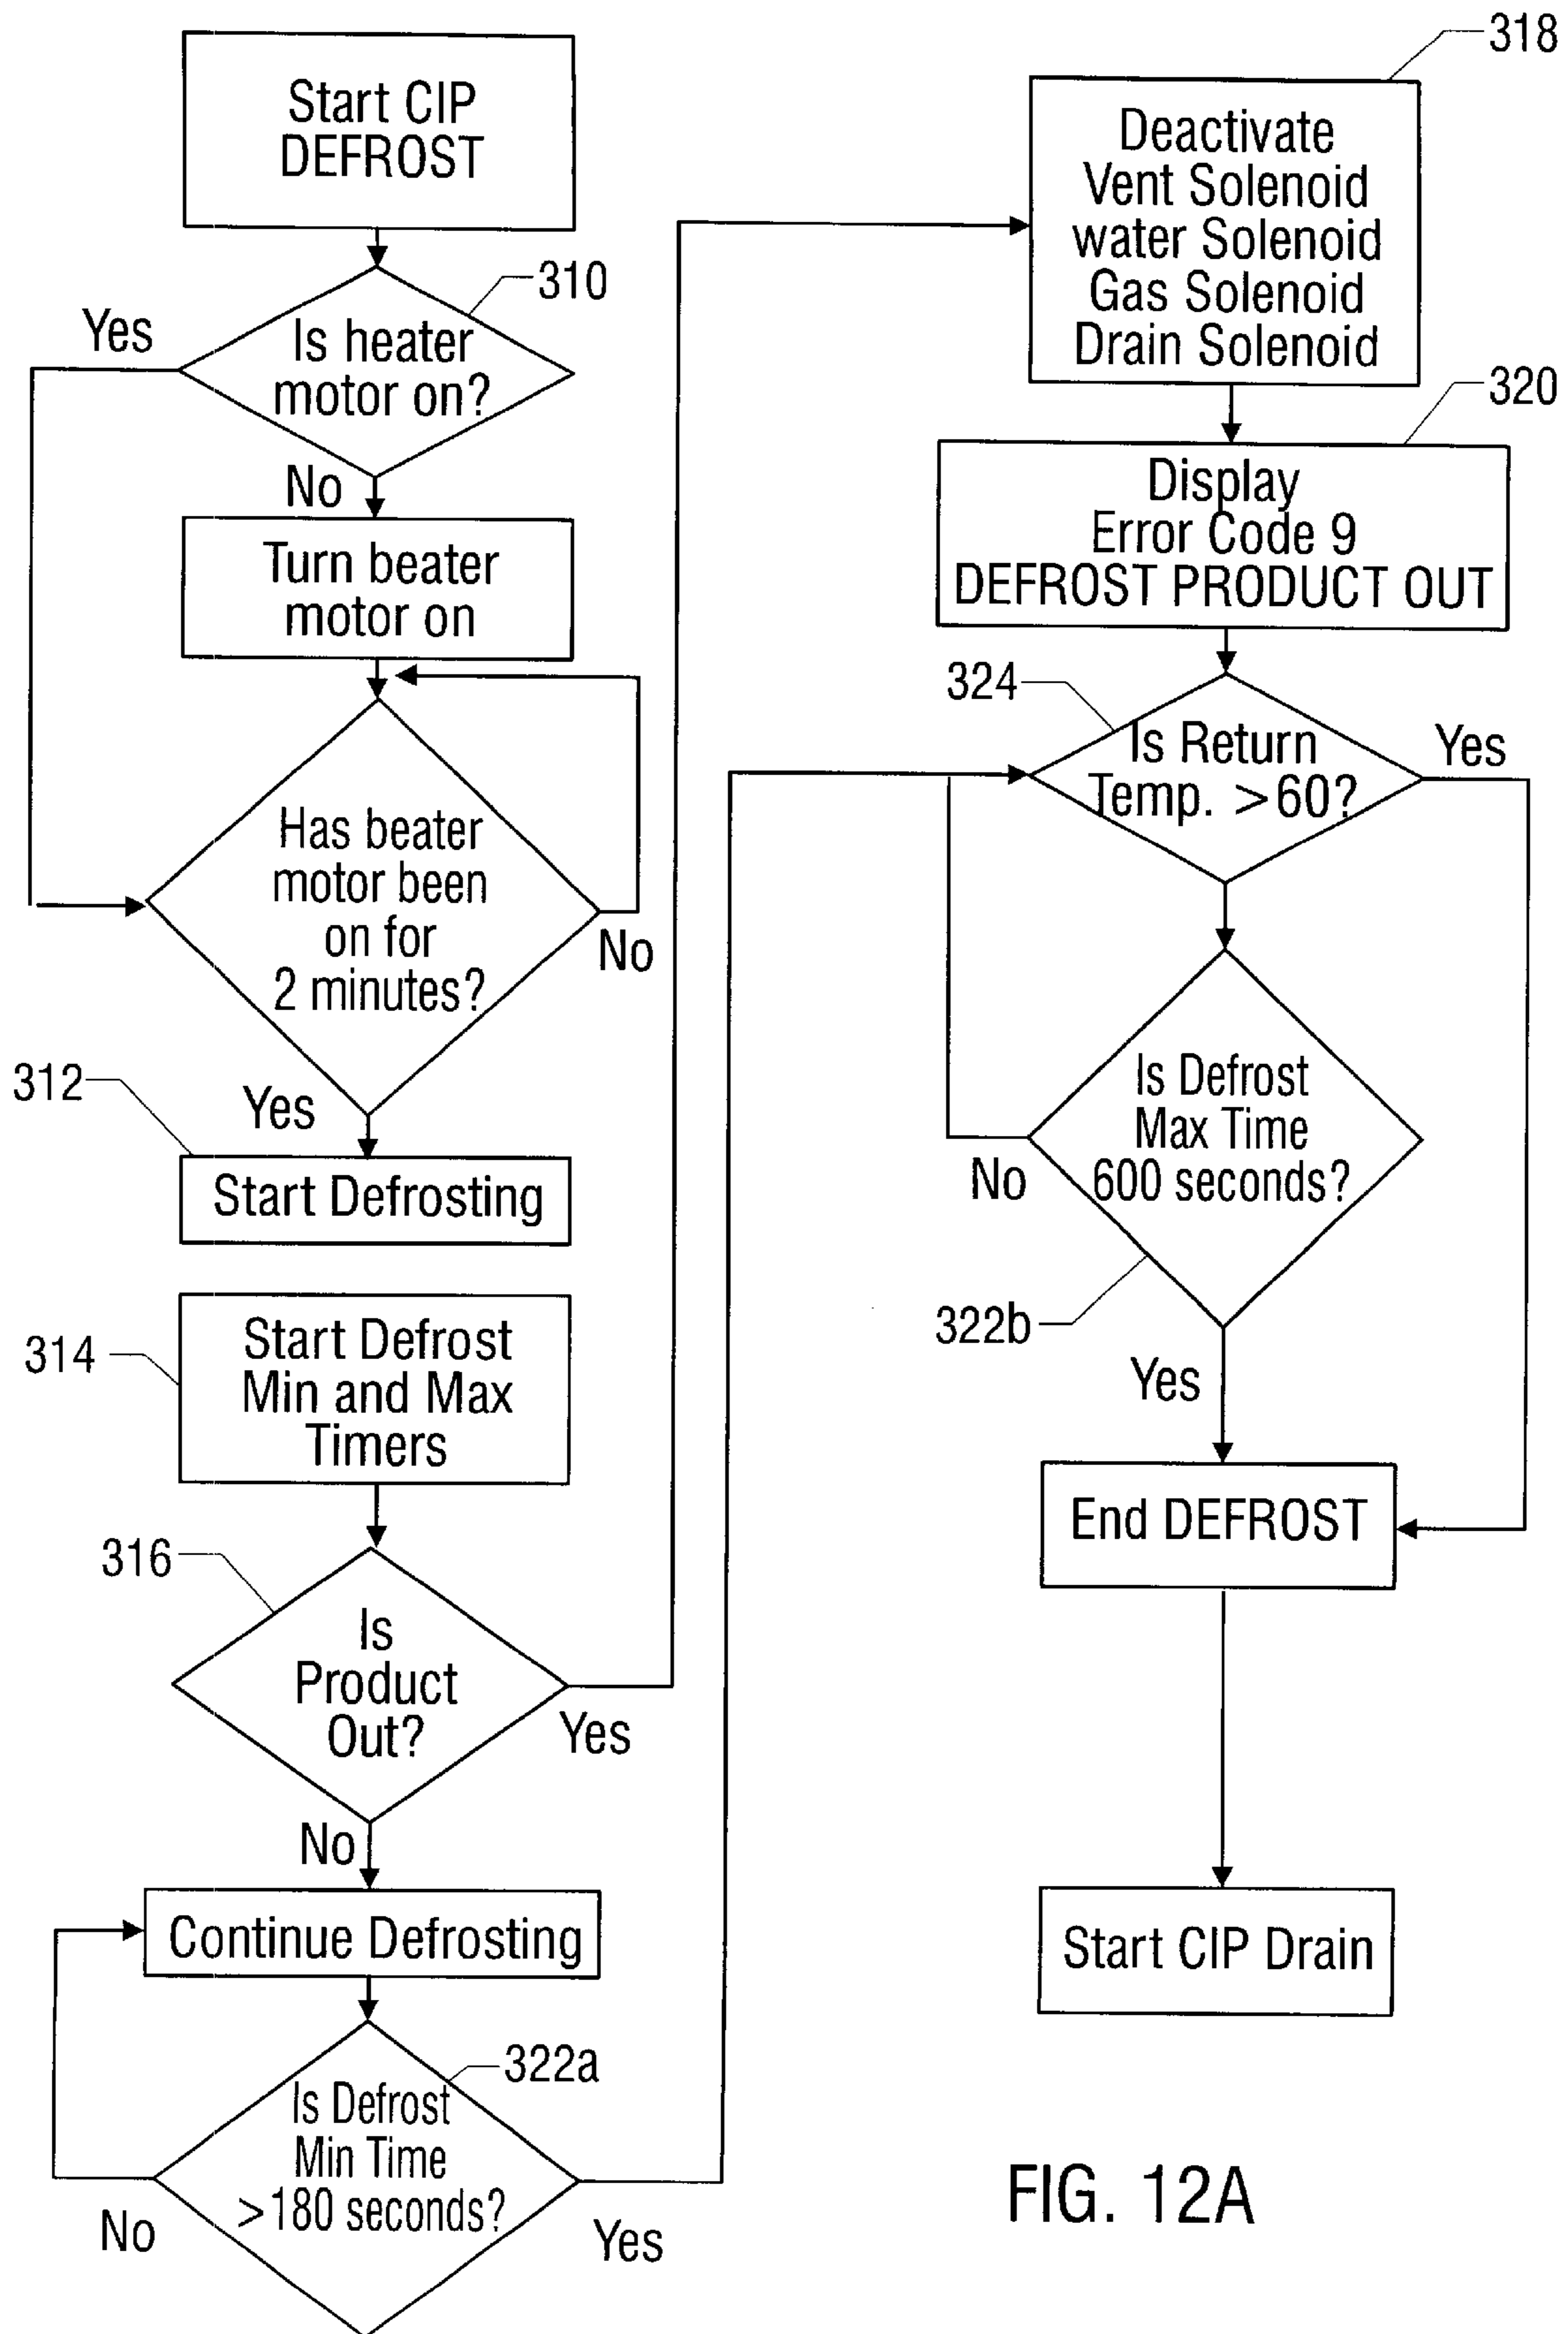 Start CIP
DEFROST
310
Yes
Is heater
motor on?
No
Turn beater
motor on
Has beater
motor been
on for
2 minutes?
No
312
Yes
Start Defrosting
314
Start Defrost
Min and Max
Timers
316
Is
Product
Out?
Yes
No
Continue Defrosting
322a
Is Defrost
Min Time
>180 seconds?
No
Yes
318
Deactivate
Vent Solenoid
water Solenoid
Gas Solenoid
Drain Solenoid
320
Display
Error Code 9
DEFROST PRODUCT OUT
324
Is Return
Temp. >60?
Yes
Is Defrost
Max Time
600 seconds?
No
322b
Yes
End DEFROST
Start CIP Drain
FIG. 12A